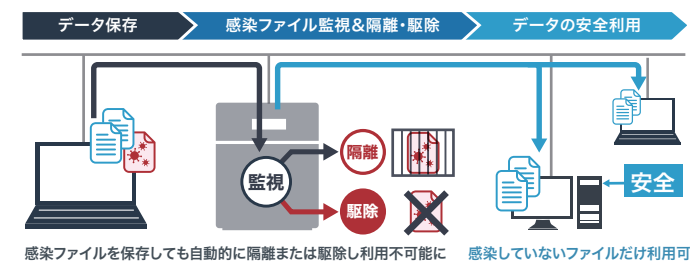 データ保存
感染ファイル監視&隔離・駆除
データの安全利用
隔離
監視
駆除
安全
感染ファイルを保存しても自動的に隔離または駆除し利用不可能に
感染していないファイルだけ利用可